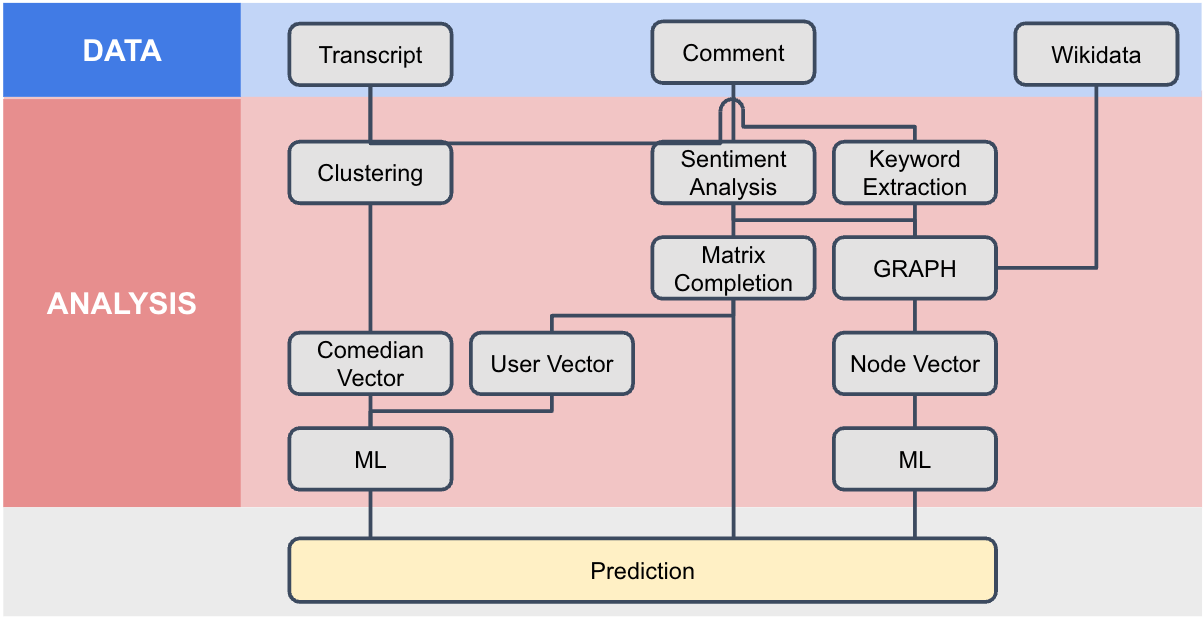 DATA
Transcript
Comment
Wikidata
ANALYSIS
Clustering
Sentiment
Analysis
Keyword
Extraction
Matrix
Completion
GRAPH
Comedian
Vector
User Vector
Node Vector
ML
ML
Prediction